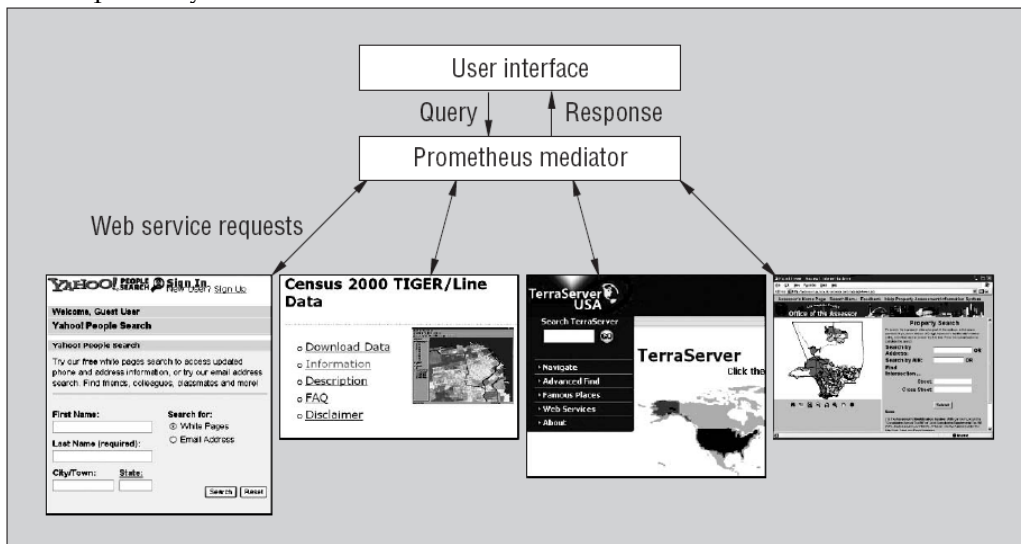 User interface
Query
Response
Prometheus mediator
Web service requests
YAHOO! PEOPLE SEARCH Sign In
New User? Sign Up
Welcome, Guest User
Yahoo! People Search
Yahoo! People Search
Try our free white pages search to access updated
phone and address information, or try our email address
search. Find friends, colleagues, classmates and more!
First Name:
Search for:
White Pages
Last Name (required):
Email Address
City/Town:
State:
Search
Reset
Census 2000 TIGER/Line
Data
Download Data
Information
Description
FAQ
Disclaimer
TerraServer
USA
Search TerraServer
GO
Navigate
Advanced Find
Famous Places
Web Services
About
TerraServer
Click the
Office of the Assessor
Property Search
Search by
Address:
OR
Search by AIN:
OR
Find
Intersection...
Street
Cross Street